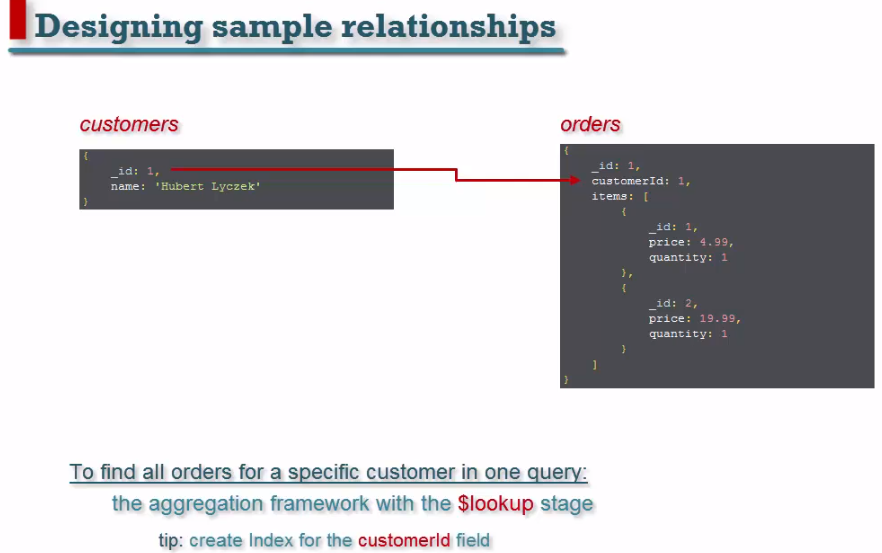 Designing sample relationships
customers
{
_id: 1,
name: 'Hubert Lyczek'
}
orders
{
_id: 1,
customerId: 1,
items: [
{
_id: 1,
price: 4.99,
quantity: 1
},
{
_id: 2,
price: 19.99,
quantity: 1
}
]
}
To find all orders for a specific customer in one query:
the aggregation framework with the $lookup stage
tip: create Index for the customerId field